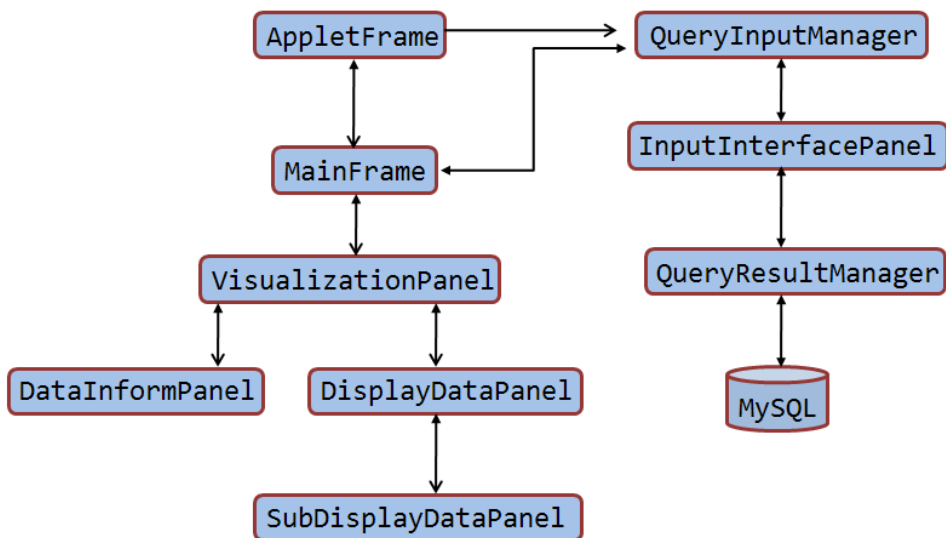 AppletFrame
QueryInputManager
MainFrame
InputInterfacePanel
VisualizationPanel
QueryResultManager
DataInformPanel
DisplayDataPanel
MySQL
SubDisplayDataPanel